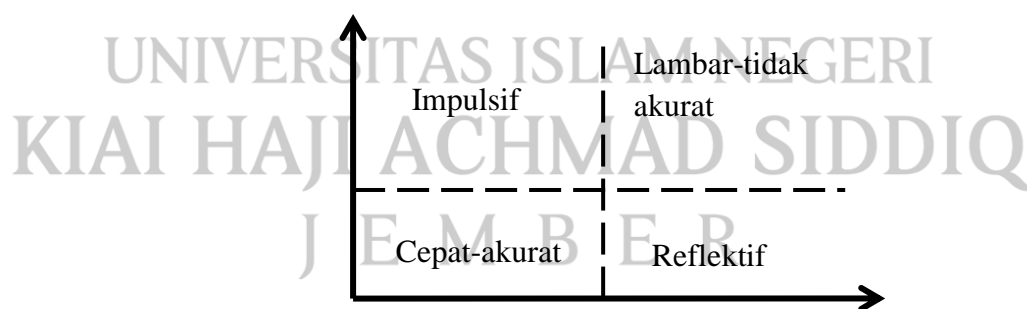 UNIVERSITAS ISLAM NEGERI
KIAI HAJI ACHMAD SIDDIQ
J E M B E R
Impulsif
Lambar-tidak
akurat
Cepat-akurat
Reflektif